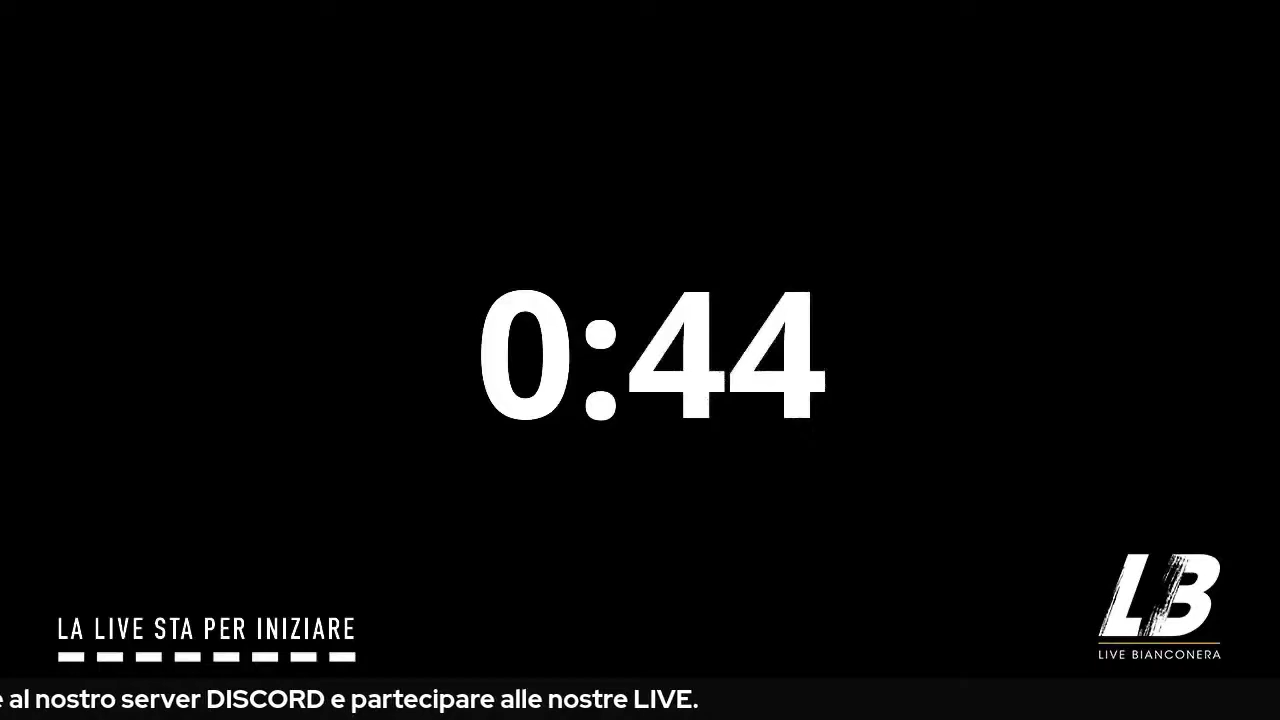 0:44
LA LIVE STA PER INIZIARE
LB
LIVE BIANCONERA
e al nostro server DISCORD e partecipare alle nostre LIVE.